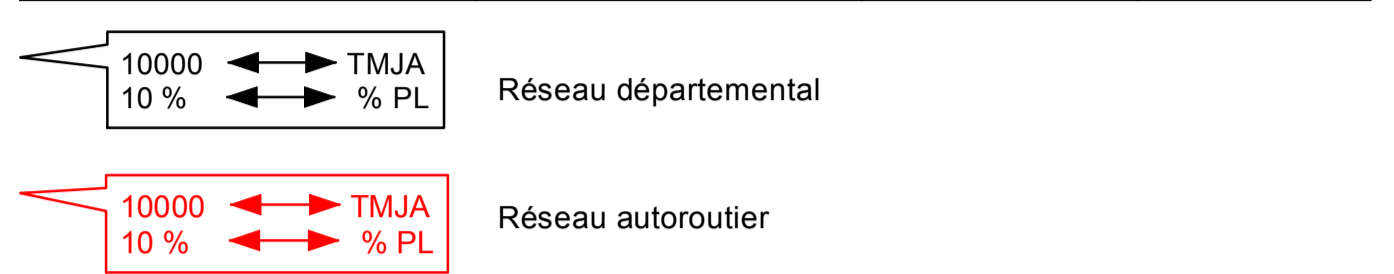 10000 TMJA
10 % % PL
Réseau départemental
10000 TMJA
10 % % PL
Réseau autoroutier